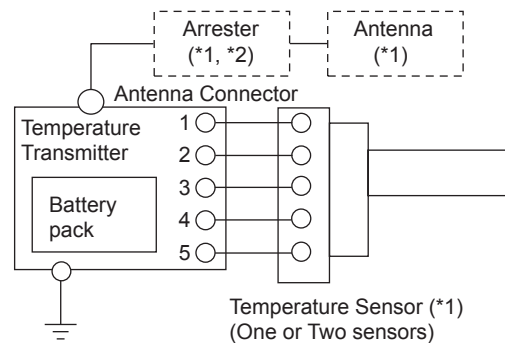 Arrester
(*1, *2)
Antenna
(*1)
Antenna Connector
Temperature
Transmitter
1
2
3
4
5
Battery
pack
Temperature Sensor (*1)
(One or Two sensors)